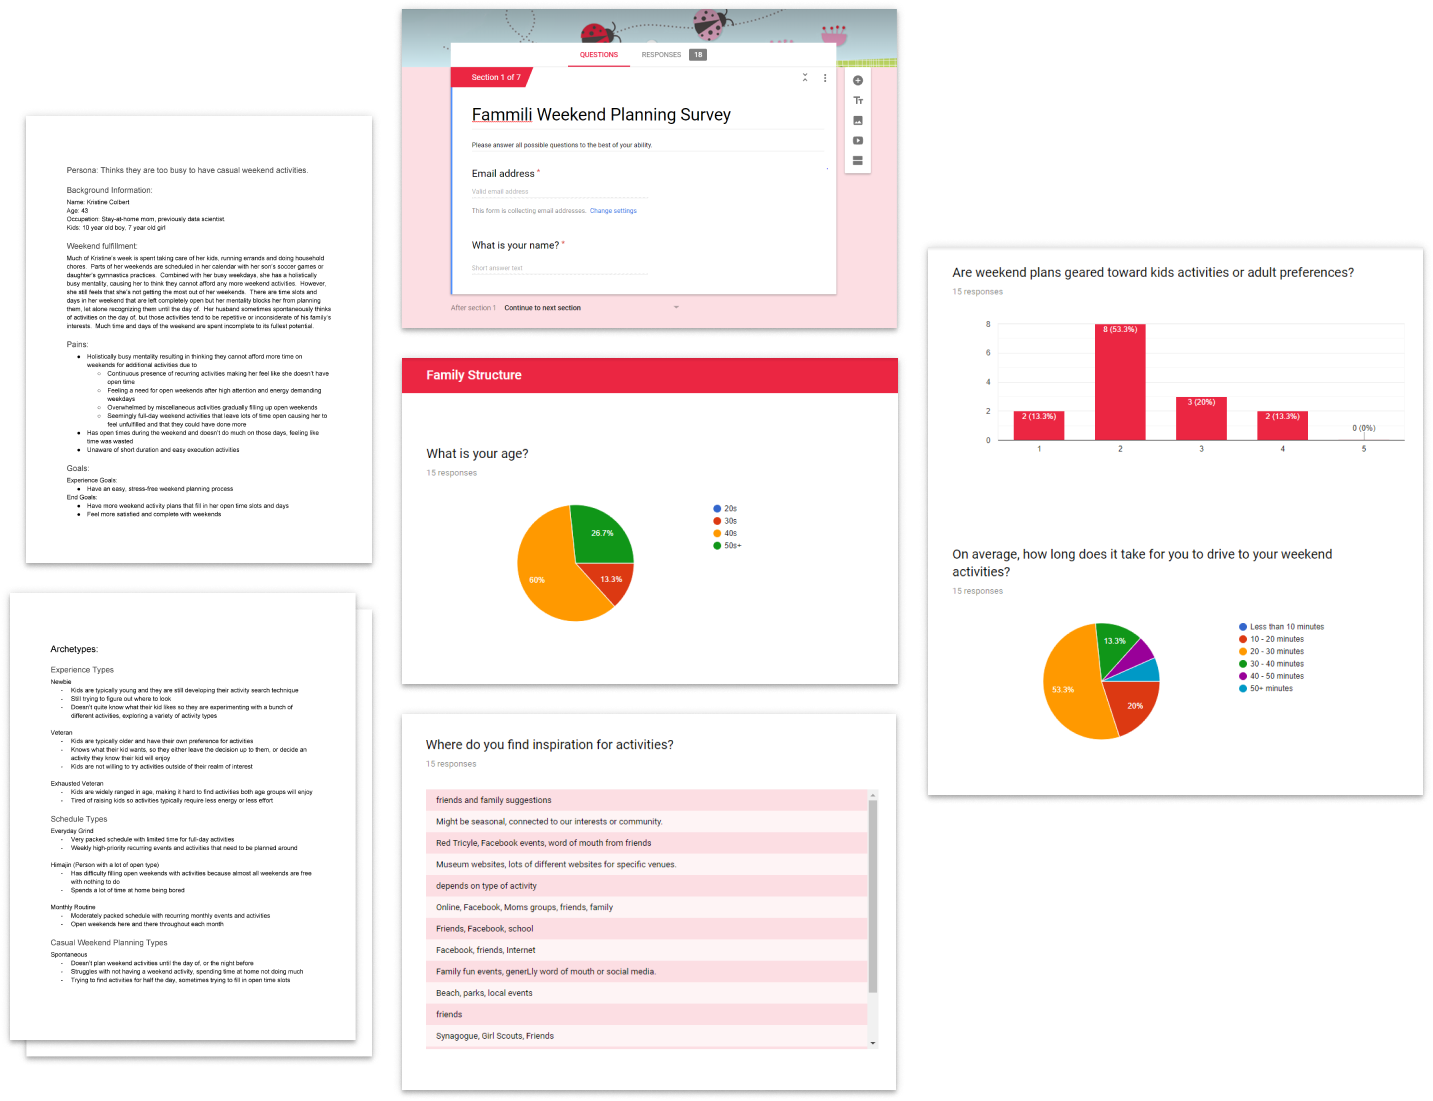 Persona: Thinks they are too busy to have casual weekend activities.
Background Information:
Name: Kristine Colbert
Age: 43
Occupation: Stay-at-home mom, previously data scientist.
Kids: 10 year old boy, 7 year old girl
Weekend fulfillment:
Much of Kristine's week is spent taking care of her kids, running errands and doing household
chores. Parts of her weekends are scheduled in her calendar with her son's soccer games or
daughter's gymnastics practices. Combined with her busy weekdays, she has a holistically
busy mentality, causing her to think they cannot afford any more weekend activities. However,
she still feels that she's not getting the most out of her weekends. There are time slots and
days in her weekend that are left completely open but her mentality blocks her from planning
them, let alone recognizing them until the day of. Her husband sometimes spontaneously thinks
of activities on the day of, but those activities tend to be repetitive or inconsiderate of his family's
interests. Much time and days of the weekend are spent incomplete to its fullest potential.
Pains:
● Holistically busy mentality resulting in thinking they cannot afford more time on
weekends for additional activities due to
○ Continuous presence of recurring activities making her feel like she doesn't have
open time
○ Feeling a need for open weekends after high attention and energy demanding
weekdays
○ Overwhelmed by miscellaneous activities gradually filling up open weekends
○ Seemingly full-day weekend activities that leave lots of time open causing her to
feel unfulfilled and that they could have done more
● Has open times during the weekend and doesn't do much on those days, feeling like
time was wasted
● Unaware of short duration and easy execution activities
Goals:
Experience Goals:
● Have an easy, stress-free weekend planning process
End Goals:
● Have more weekend activity plans that fill in her open time slots and days
● Feel more satisfied and complete with weekends
Archetypes:
Experience Types
Newbie
- Kids are typically young and they are still developing their activity search technique
- Still trying to figure out where to look
- Doesn't quite know what their kid likes so they are experimenting with a bunch of
different activities, exploring a variety of activity types
Veteran
- Kids are typically older and have their own preference for activities
- Knows what their kid wants, so they either leave the decision up to them, or decide an
activity they know their kid will enjoy
- Kids are not willing to try activities outside of their realm of interest
Exhausted Veteran
- Kids are widely ranged in age, making it hard to find activities both age groups will enjoy
- Tired of raising kids so activities typically require less energy or less effort
Schedule Types
Everyday Grind
- Very packed schedule with limited time for full-day activities
- Weekly high-priority recurring events and activities that need to be planned around
Himajin (Person with a lot of open type)
- Has difficulty filling open weekends with activities because almost all weekends are free
with nothing to do
- Spends a lot of time at home being bored
Monthly Routine
- Moderately packed schedule with recurring monthly events and activities
- Open weekends here and there throughout each month
Casual Weekend Planning Types
Spontaneous
- Doesn't plan weekend activities until the day of, or the night before
- Struggles with not having a weekend activity, spending time at home not doing much
- Trying to find activities for half the day, sometimes trying to fill in open time slots
QUESTIONS RESPONSES 18
Section 1 of 7
Fammili Weekend Planning Survey
Please answer all possible questions to the best of your ability.
Email address *
Valid email address
This form is collecting email addresses. Change settings
What is your name? *
Short answer text
After section 1 Continue to next section
Tт
Family Structure
What is your age?
15 responses
26.7%
60%
13.3%
20s
30s
40s
50s+
Where do you find inspiration for activities?
15 responses
friends and family suggestions
Might be seasonal, connected to our interests or community.
Red Tricyle, Facebook events, word of mouth from friends
Museum websites, lots of different websites for specific venues.
depends on type of activity
Online, Facebook, Moms groups, friends, family
Friends, Facebook, school
Facebook, friends, Internet
Family fun events, generLly word of mouth or social media.
Beach, parks, local events
friends
Synagogue, Girl Scouts, Friends
Are weekend plans geared toward kids activities or adult preferences?
15 responses
8
6
4
2
0
2 (13.3%)
8 (53.3%)
3 (20%)
2 (13.3%)
0 (0%)
1 2 3 4 5
On average, how long does it take for you to drive to your weekend
activities?
15 responses
13.3%
53.3%
20%
Less than 10 minutes
10 - 20 minutes
20 - 30 minutes
30 - 40 minutes
40 - 50 minutes
50+ minutes